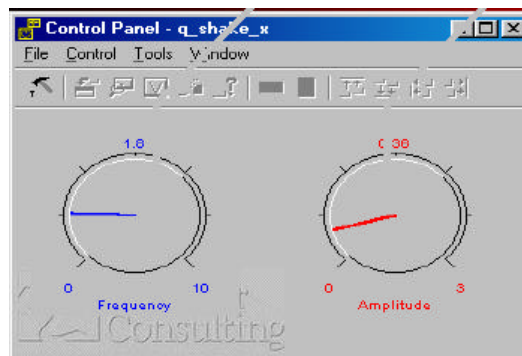 Control Panel - q_shake_x
File Control Tools Window
1.8 0.38
0 10 0 3
Frequency Amplitude
Consulting